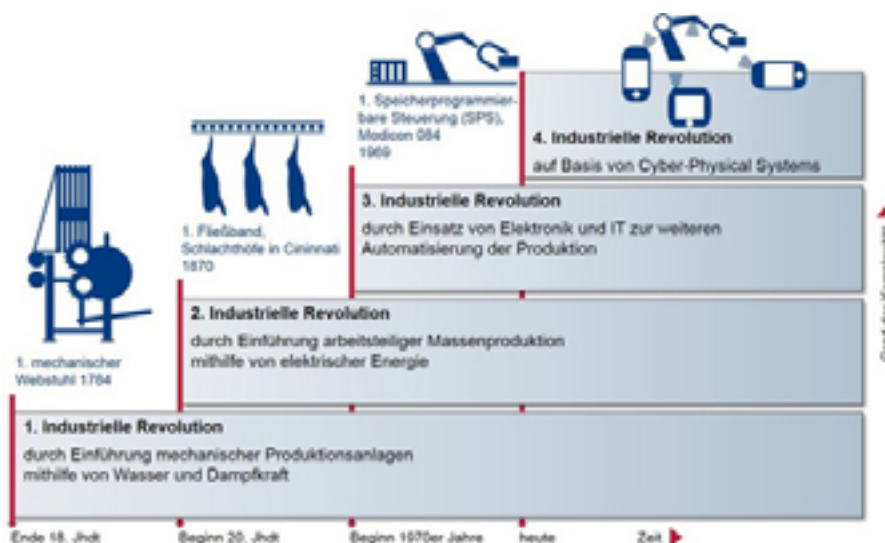 1. Speicherprogrammier-
bare Steuerung (SPS),
Modicon 084
1969
4. Industrielle Revolution
auf Basis von Cyber-Physical Systems
1. Fließband,
Schlachthöfe in Cininnati
1870
3. Industrielle Revolution
durch Einsatz von Elektronik und IT zur weiteren
Automatisierung der Produktion
2. Industrielle Revolution
durch Einführung arbeitsteiliger Massenproduktion
mithilfe von elektrischer Energie
1. mechanischer
Webstuhl 1784
1. Industrielle Revolution
durch Einführung mechanischer Produktionsanlagen
mithilfe von Wasser und Dampfkraft
Ende 18. Jhdt
Beginn 20. Jhdt
Beginn 1970er Jahre
heute
Zeit